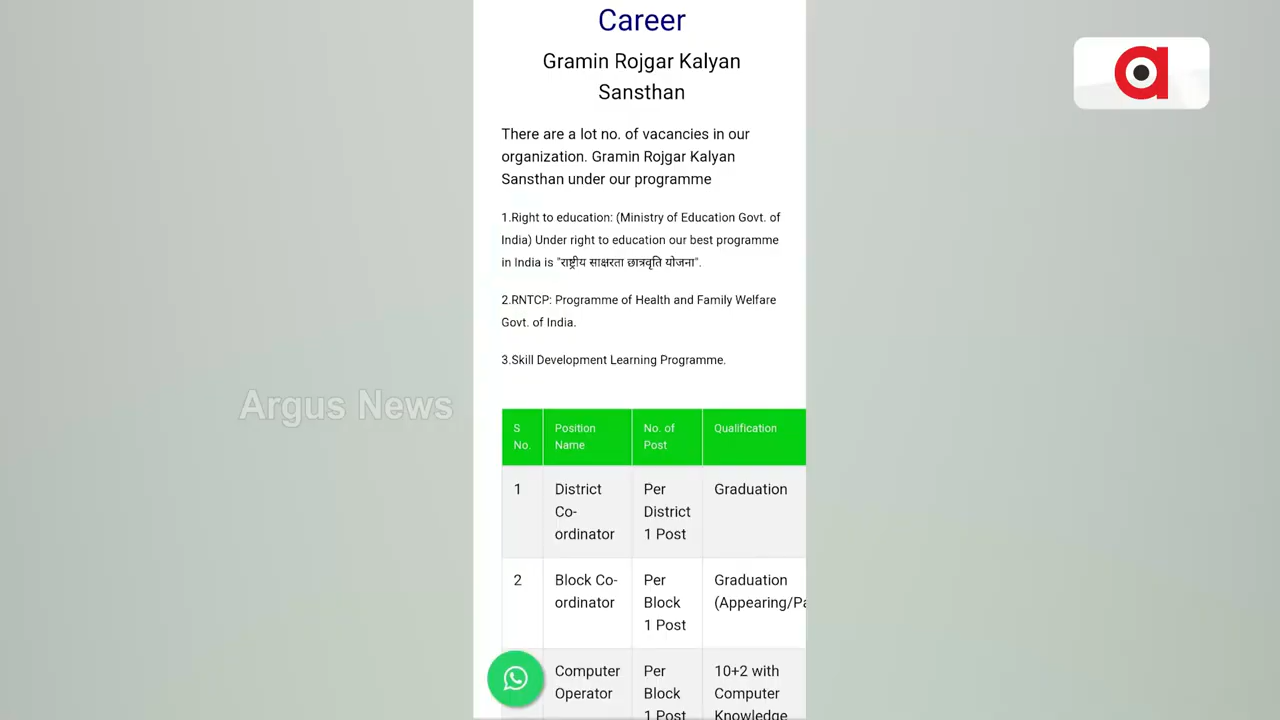 Career
Gramin Rojgar Kalyan
Sansthan
There are a lot no. of vacancies in our
organization. Gramin Rojgar Kalyan
Sansthan under our programme
1.Right to education: (Ministry of Education Govt. of
India) Under right to education our best programme
in India is "राष्ट्रीय साक्षरता छात्रवृति योजना".
2.RNTCP: Programme of Health and Family Welfare
Govt. of India.
3.Skill Development Learning Programme.
Argus News
S No.
Position Name
No. of Post
Qualification
1
District Co-
ordinator
Per
District
1 Post
Graduation
2
Block Co-
ordinator
Per
Block
1 Post
Graduation
(Appearing/Pa
Computer
Operator
Per
Block
1 Post
10+2 with
Computer
Knowledge